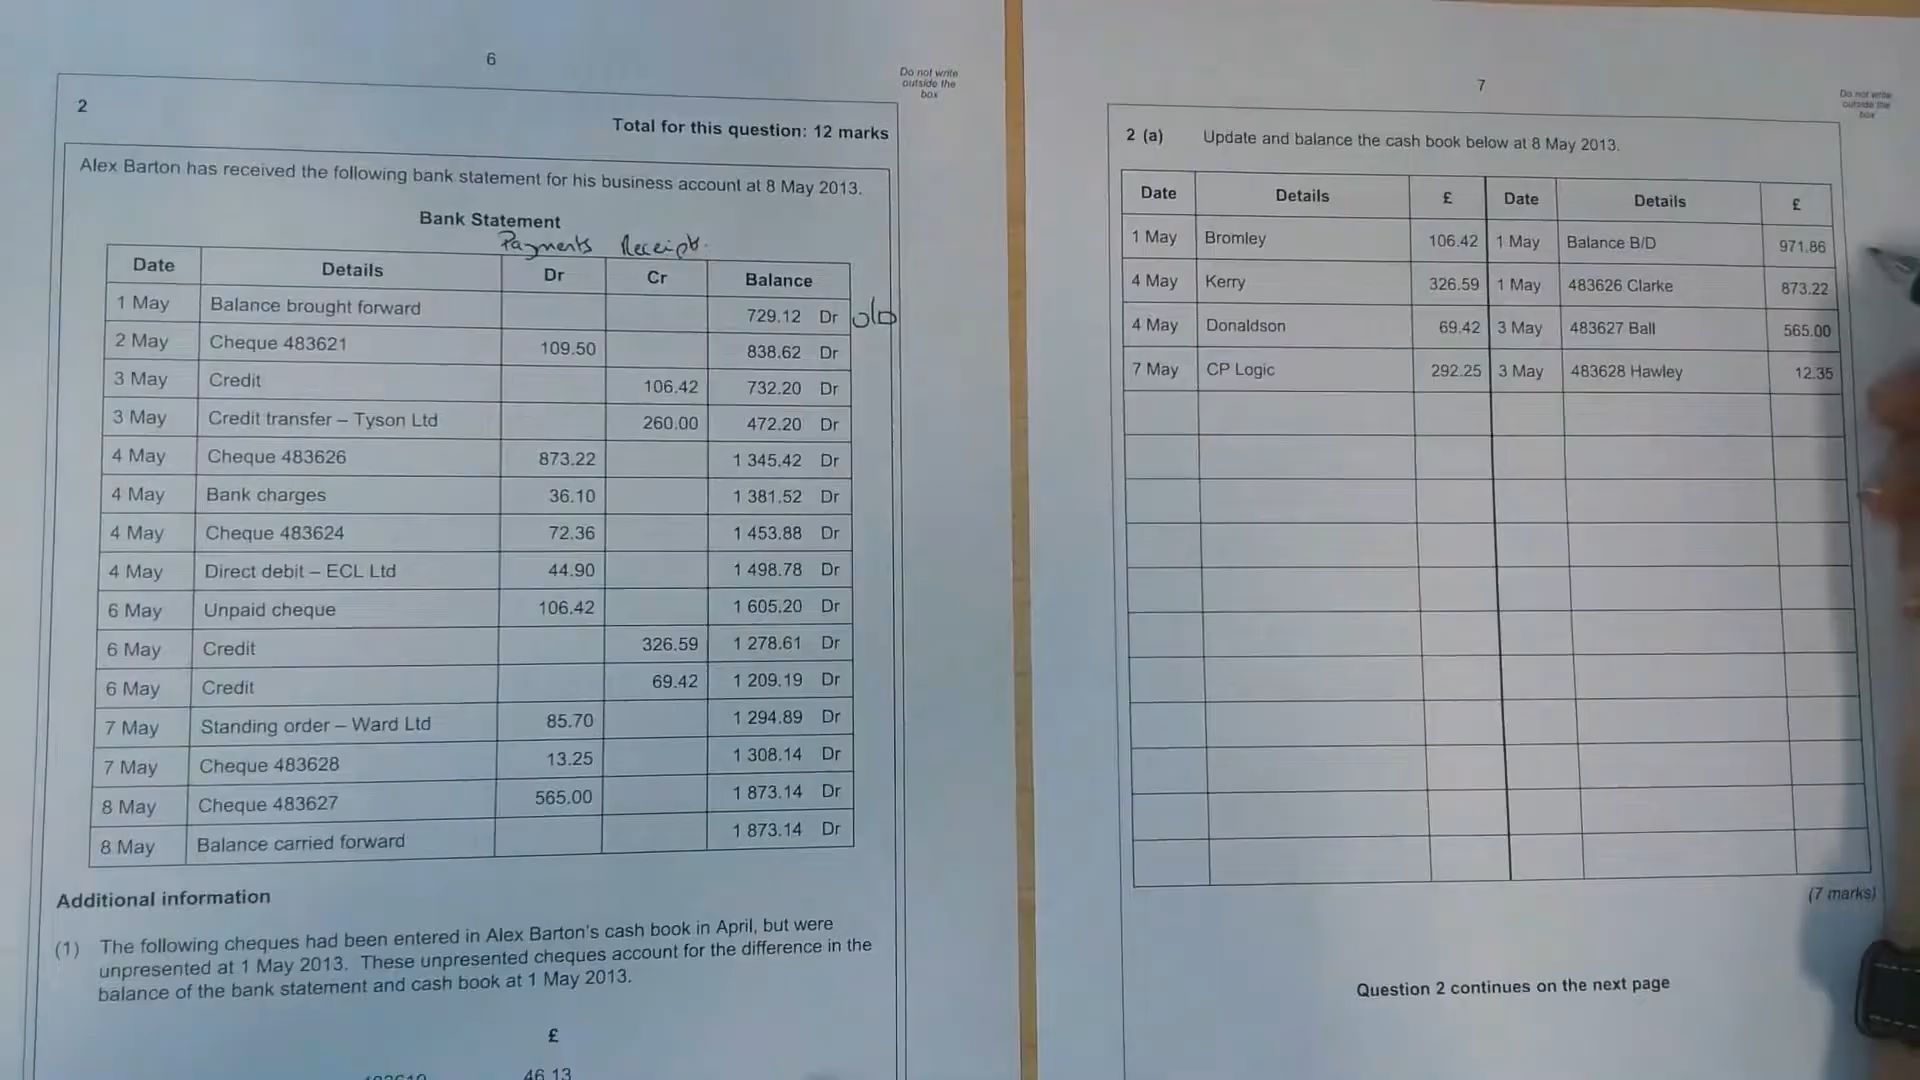 6
Do not write
outside the
box
2
Total for this question: 12 marks
Alex Barton has received the following bank statement for his business account at 8 May 2013.
Bank Statement
Payments Receipts
Date Details Dr Cr Balance
1 May Balance brought forward 729.12 Dr o/D
2 May Cheque 483621 109.50 838.62 Dr
3 May Credit 106.42 732.20 Dr
3 May Credit transfer – Tyson Ltd 260.00 472.20 Dr
4 May Cheque 483626 873.22 1 345.42 Dr
4 May Bank charges 36.10 1 381.52 Dr
4 May Cheque 483624 72.36 1 453.88 Dr
4 May Direct debit – ECL Ltd 44.90 1 498.78 Dr
6 May Unpaid cheque 106.42 1 605.20 Dr
6 May Credit 326.59 1 278.61 Dr
6 May Credit 69.42 1 209.19 Dr
7 May Standing order – Ward Ltd 85.70 1 294.89 Dr
7 May Cheque 483628 13.25 1 308.14 Dr
8 May Cheque 483627 565.00 1 873.14 Dr
8 May Balance carried forward 1 873.14 Dr
Additional information
(1) The following cheques had been entered in Alex Barton's cash book in April, but were
unpresented at 1 May 2013. These unpresented cheques account for the difference in the
balance of the bank statement and cash book at 1 May 2013.
£
46.13
7
Do not write
outside the
box
2 (a) Update and balance the cash book below at 8 May 2013.
Date Details £ Date Details £
1 May Bromley 106.42 1 May Balance B/D 971.86
4 May Kerry 326.59 1 May 483626 Clarke 873.22
4 May Donaldson 69.42 3 May 483627 Ball 565.00
7 May CP Logic 292.25 3 May 483628 Hawley 12.35
(7 marks)
Question 2 continues on the next page